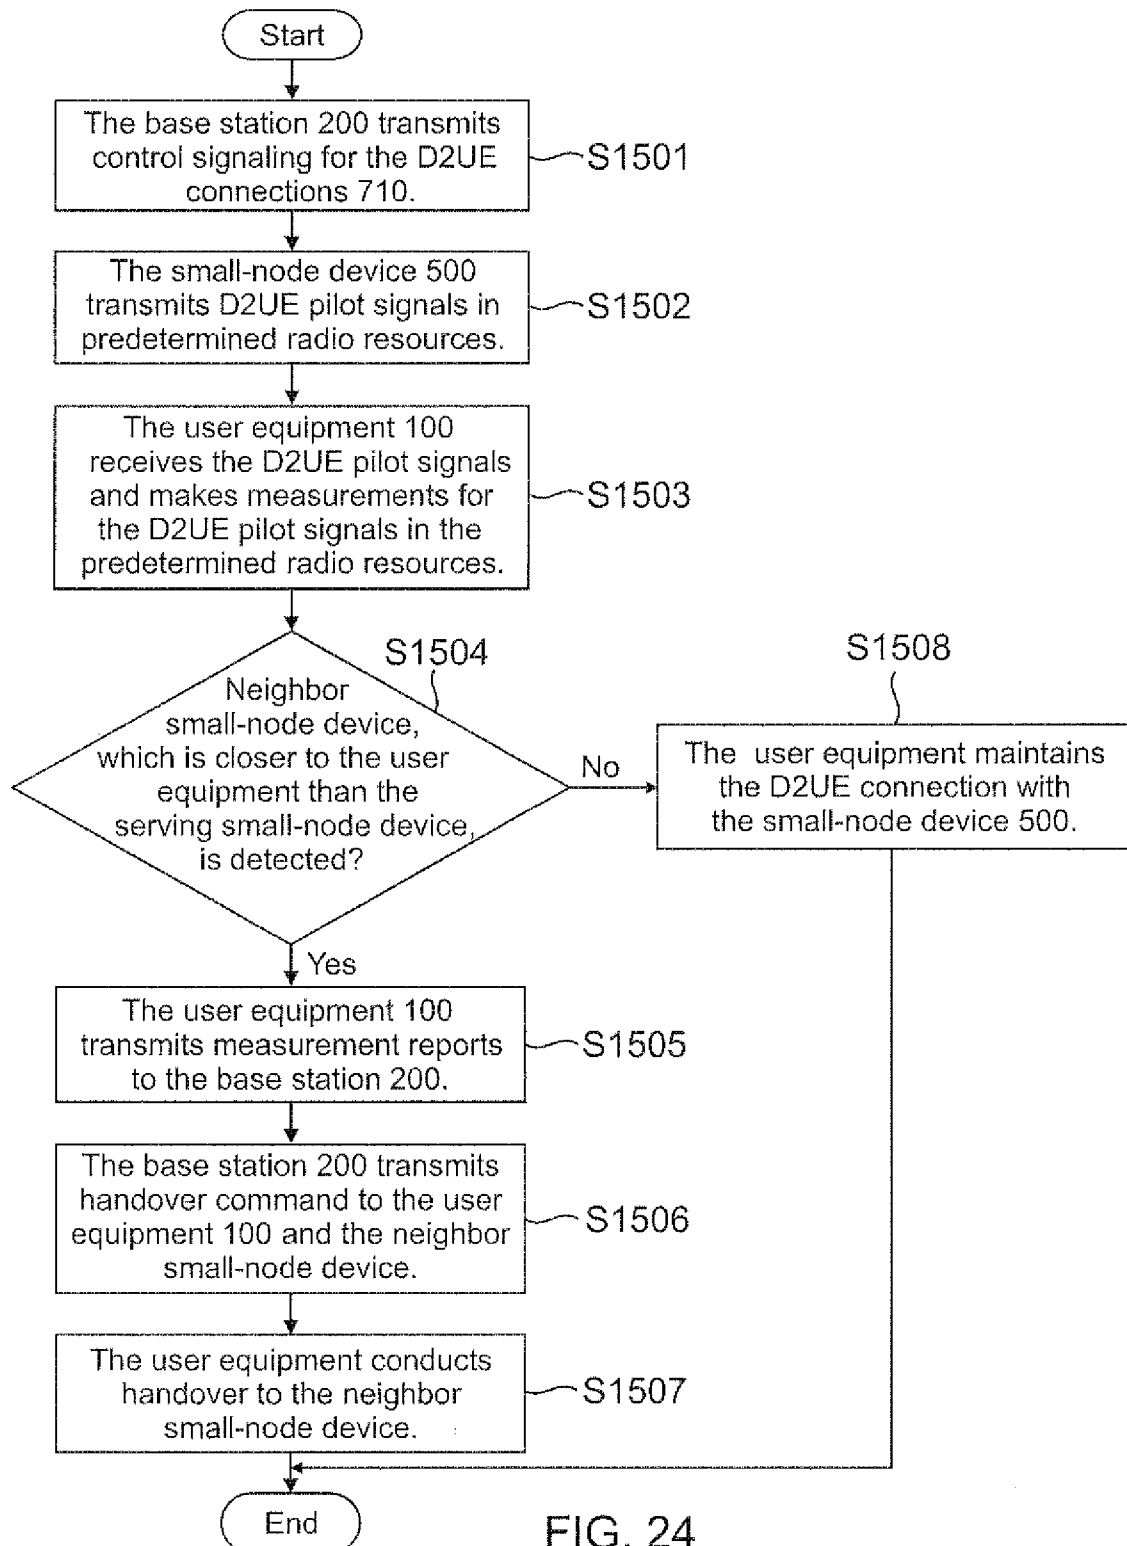 Start
The base station 200 transmits
control signaling for the D2UE
connections 710.
S1501
The small-node device 500
transmits D2UE pilot signals in
predetermined radio resources.
S1502
The user equipment 100
receives the D2UE pilot signals
and makes measurements for
the D2UE pilot signals in the
predetermined radio resources.
S1503
S1504
Neighbor
small-node device,
which is closer to the user
equipment than the
serving small-node device,
is detected?
No
S1508
The user equipment maintains
the D2UE connection with
the small-node device 500.
Yes
The user equipment 100
transmits measurement reports
to the base station 200.
S1505
The base station 200 transmits
handover command to the user
equipment 100 and the neighbor
small-node device.
S1506
The user equipment conducts
handover to the neighbor
small-node device.
S1507
End
FIG. 24